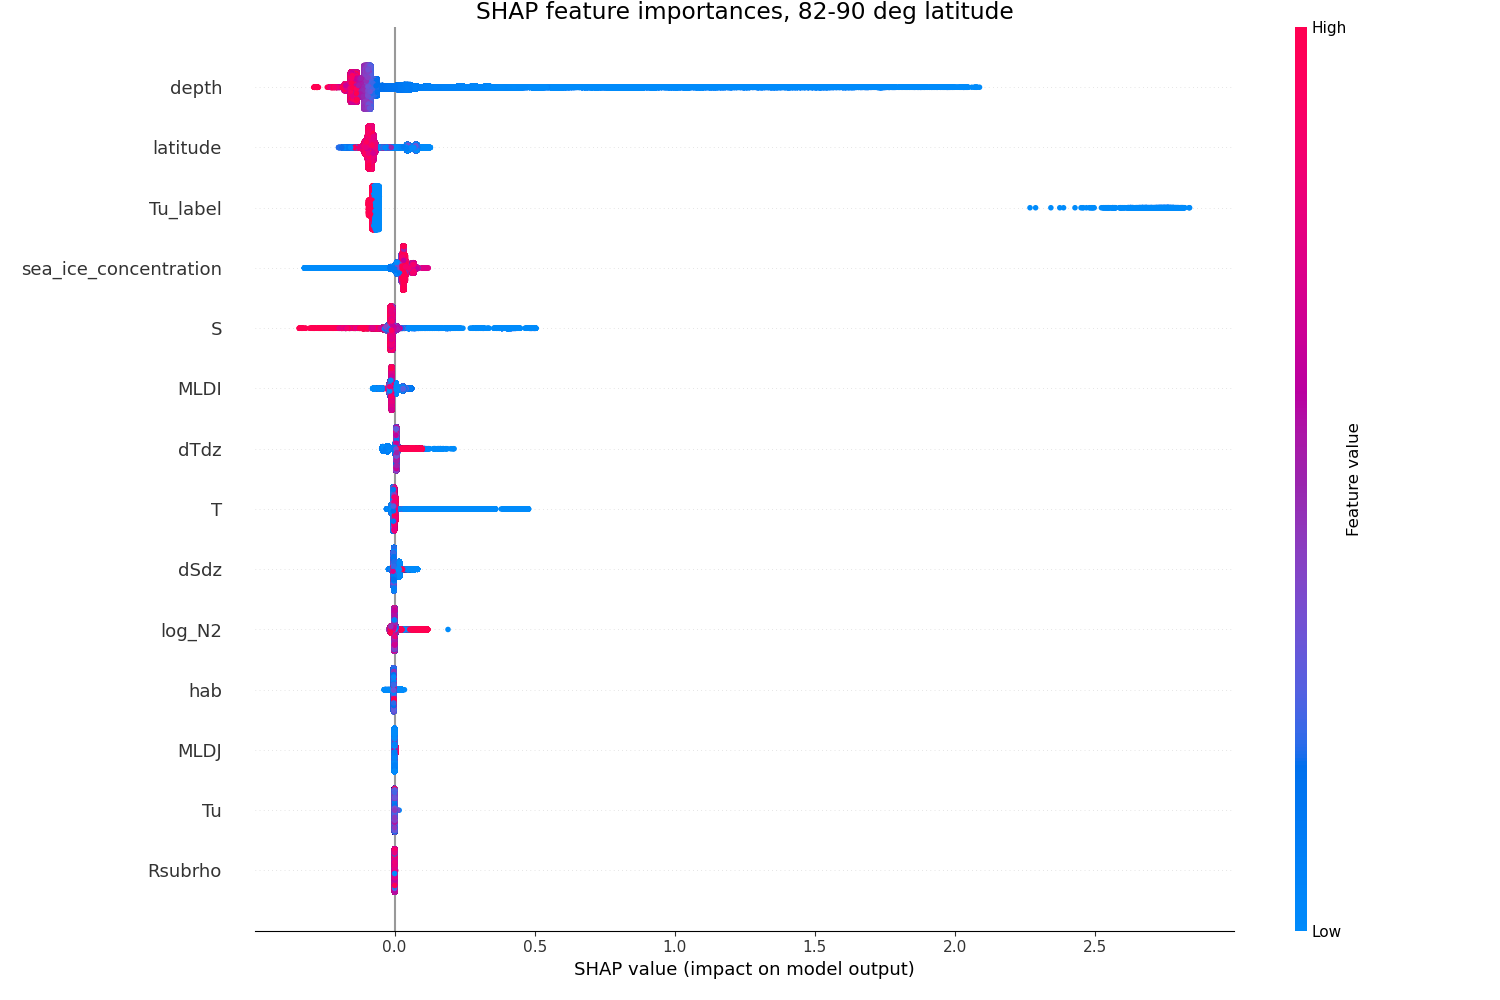 SHAP feature importances, 82-90 deg latitude
High
depth
latitude
Tu_label
sea_ice_concentration
S
MLDI
dTdz
T
dSdz
log_N2
hab
MLDJ
Tu
Rsubrho
Feature value
Low
0.0 0.5 1.0 1.5 2.0 2.5
SHAP value (impact on model output)